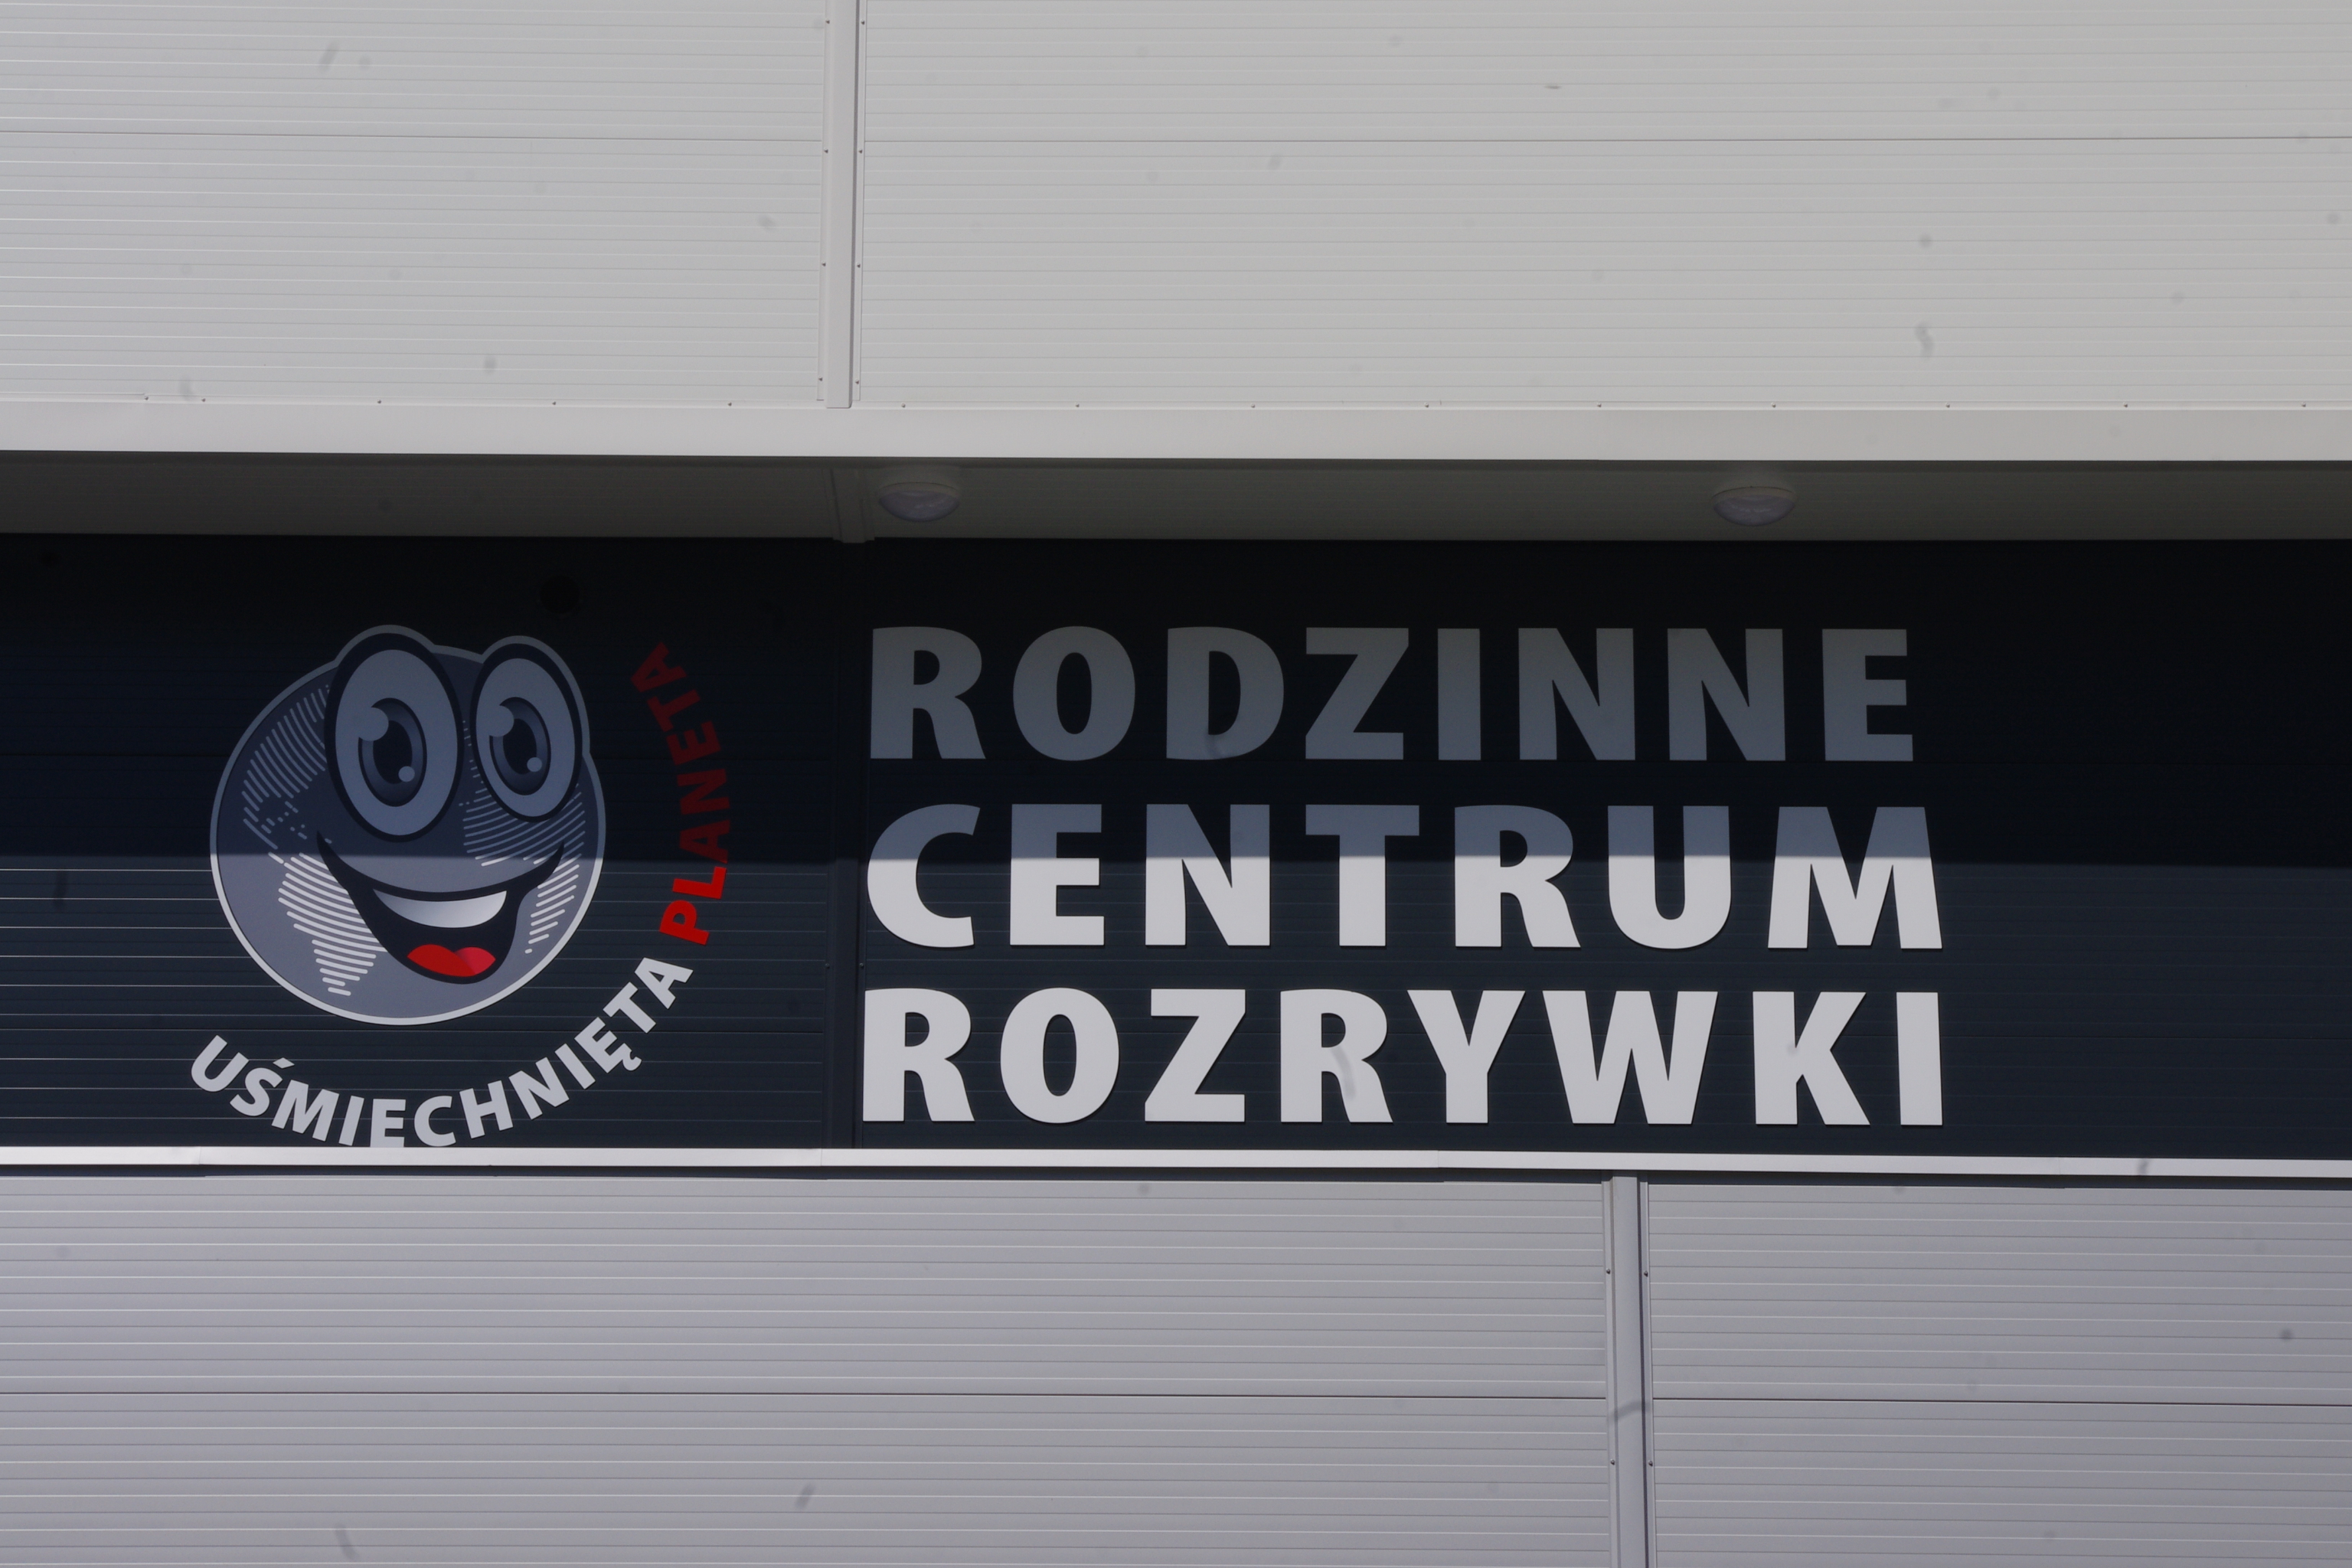 UŚMIECHNIĘTA PLANETA
RODZINNE
CENTRUM
ROZRYWKI